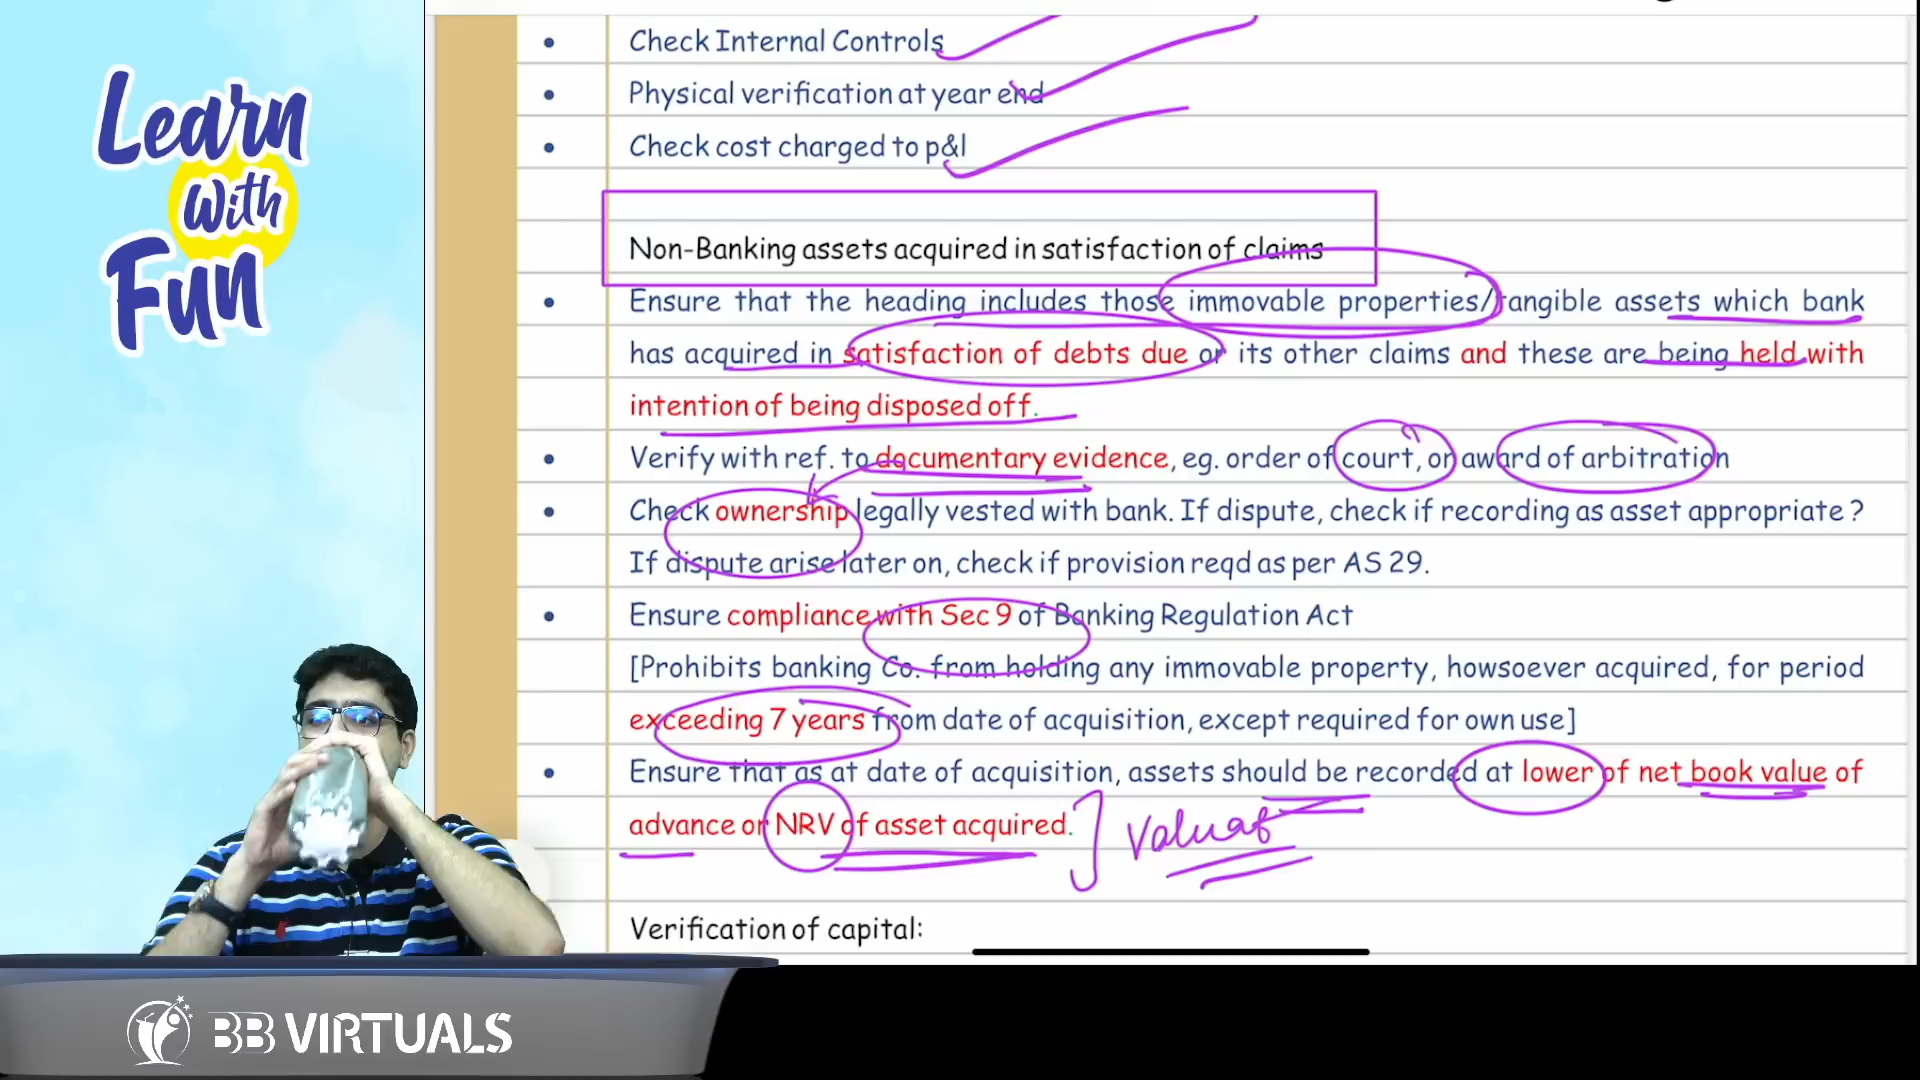 Learn
With
Fun
• Check Internal Controls
• Physical verification at year end
• Check cost charged to p&l
Non-Banking assets acquired in satisfaction of claims
• Ensure that the heading includes those immovable properties/tangible assets which bank
has acquired in satisfaction of debts due or its other claims and these are being held with
intention of being disposed off.
• Verify with ref. to documentary evidence, eg. order of court, or award of arbitration
• Check ownership legally vested with bank. If dispute, check if recording as asset appropriate ?
If dispute arise later on, check if provision reqd as per AS 29.
• Ensure compliance with Sec 9 of Banking Regulation Act
[Prohibits banking Co. from holding any immovable property, howsoever acquired, for period
exceeding 7 years from date of acquisition, except required for own use]
• Ensure that as at date of acquisition, assets should be recorded at lower of net book value of
advance or NRV of asset acquired.
Verification of capital:
BB VIRTUALS